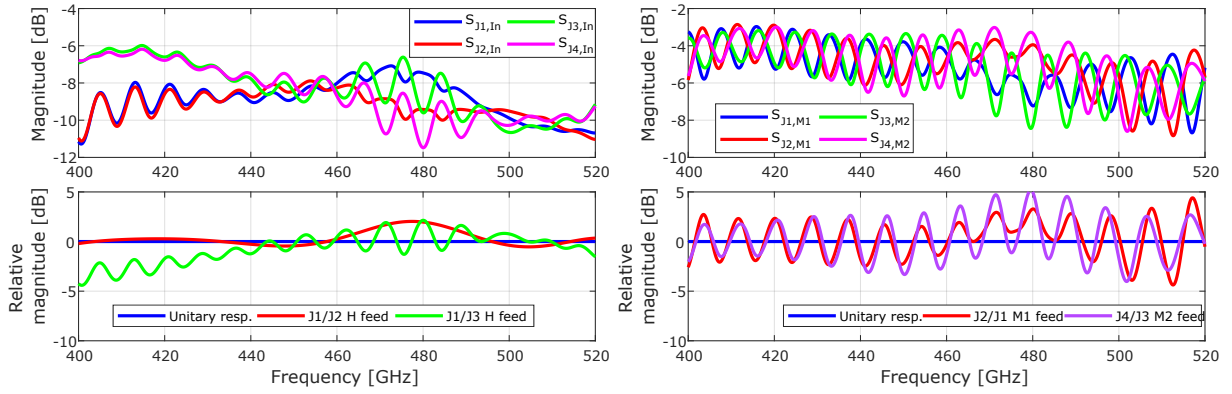 Magnitude [dB]
-4
-6
-8
-10
-12
S_J1,In
S_J2,In
S_J3,In
S_J4,In
400 420 440 460 480 500 520
Relative
magnitude [dB]
5
0
-5
-10
Unitary resp.
J1/J2 H feed
J1/J3 H feed
400 420 440 460 480 500 520
Frequency [GHz]
Magnitude [dB]
-2
-4
-6
-8
-10
S_J1,M1
S_J2,M1
S_J3,M2
S_J4,M2
400 420 440 460 480 500 520
Relative
magnitude [dB]
5
0
-5
-10
Unitary resp.
J2/J1 M1 feed
J4/J3 M2 feed
400 420 440 460 480 500 520
Frequency [GHz]